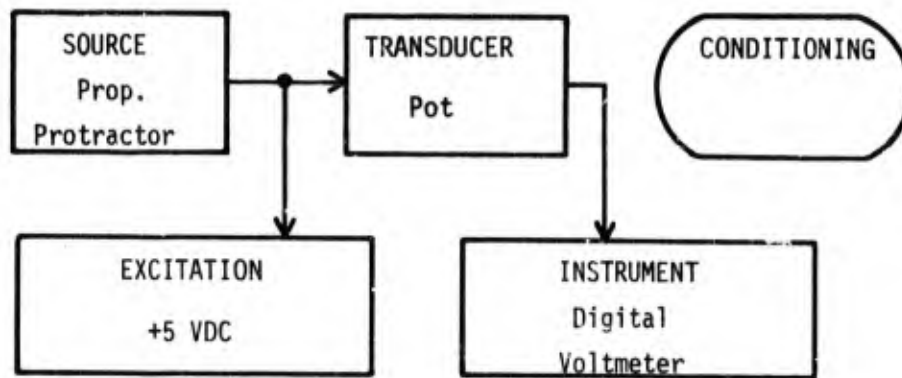 SOURCE
Prop.
Protractor
TRANSDUCER
Pot
CONDITIONING
EXCITATION
+5 VDC
INSTRUMENT
Digital
Voltmeter